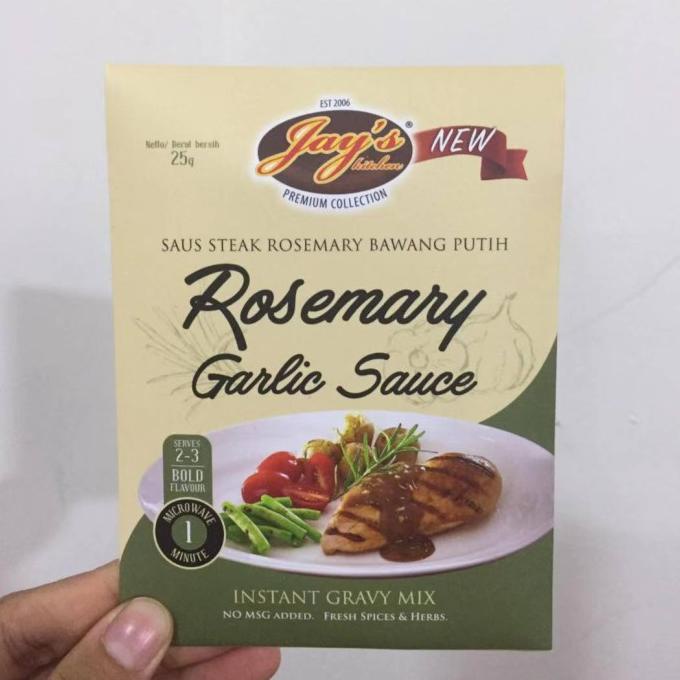 EST 2006
Jay's®
kitchen
NEW
PREMIUM COLLECTION
Netto/ Berat bersih
25g
SAUS STEAK ROSEMARY BAWANG PUTIH
Rosemary
Garlic Sauce
SERVES
2-3
BOLD
FLAVOUR
MICROWAVE
1
MINUTE
INSTANT GRAVY MIX
NO MSG ADDED. FRESH SPICES & HERBS.